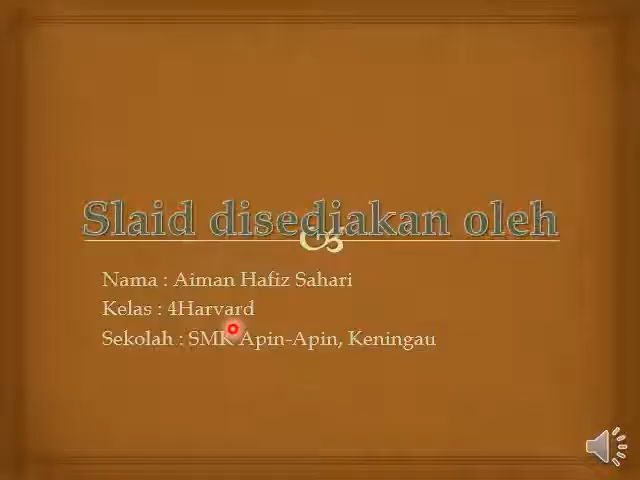 Slaid disediakan oleh
Nama : Aiman Hafiz Sahari
Kelas : 4Harvard
Sekolah : SMK Apin-Apin, Keningau